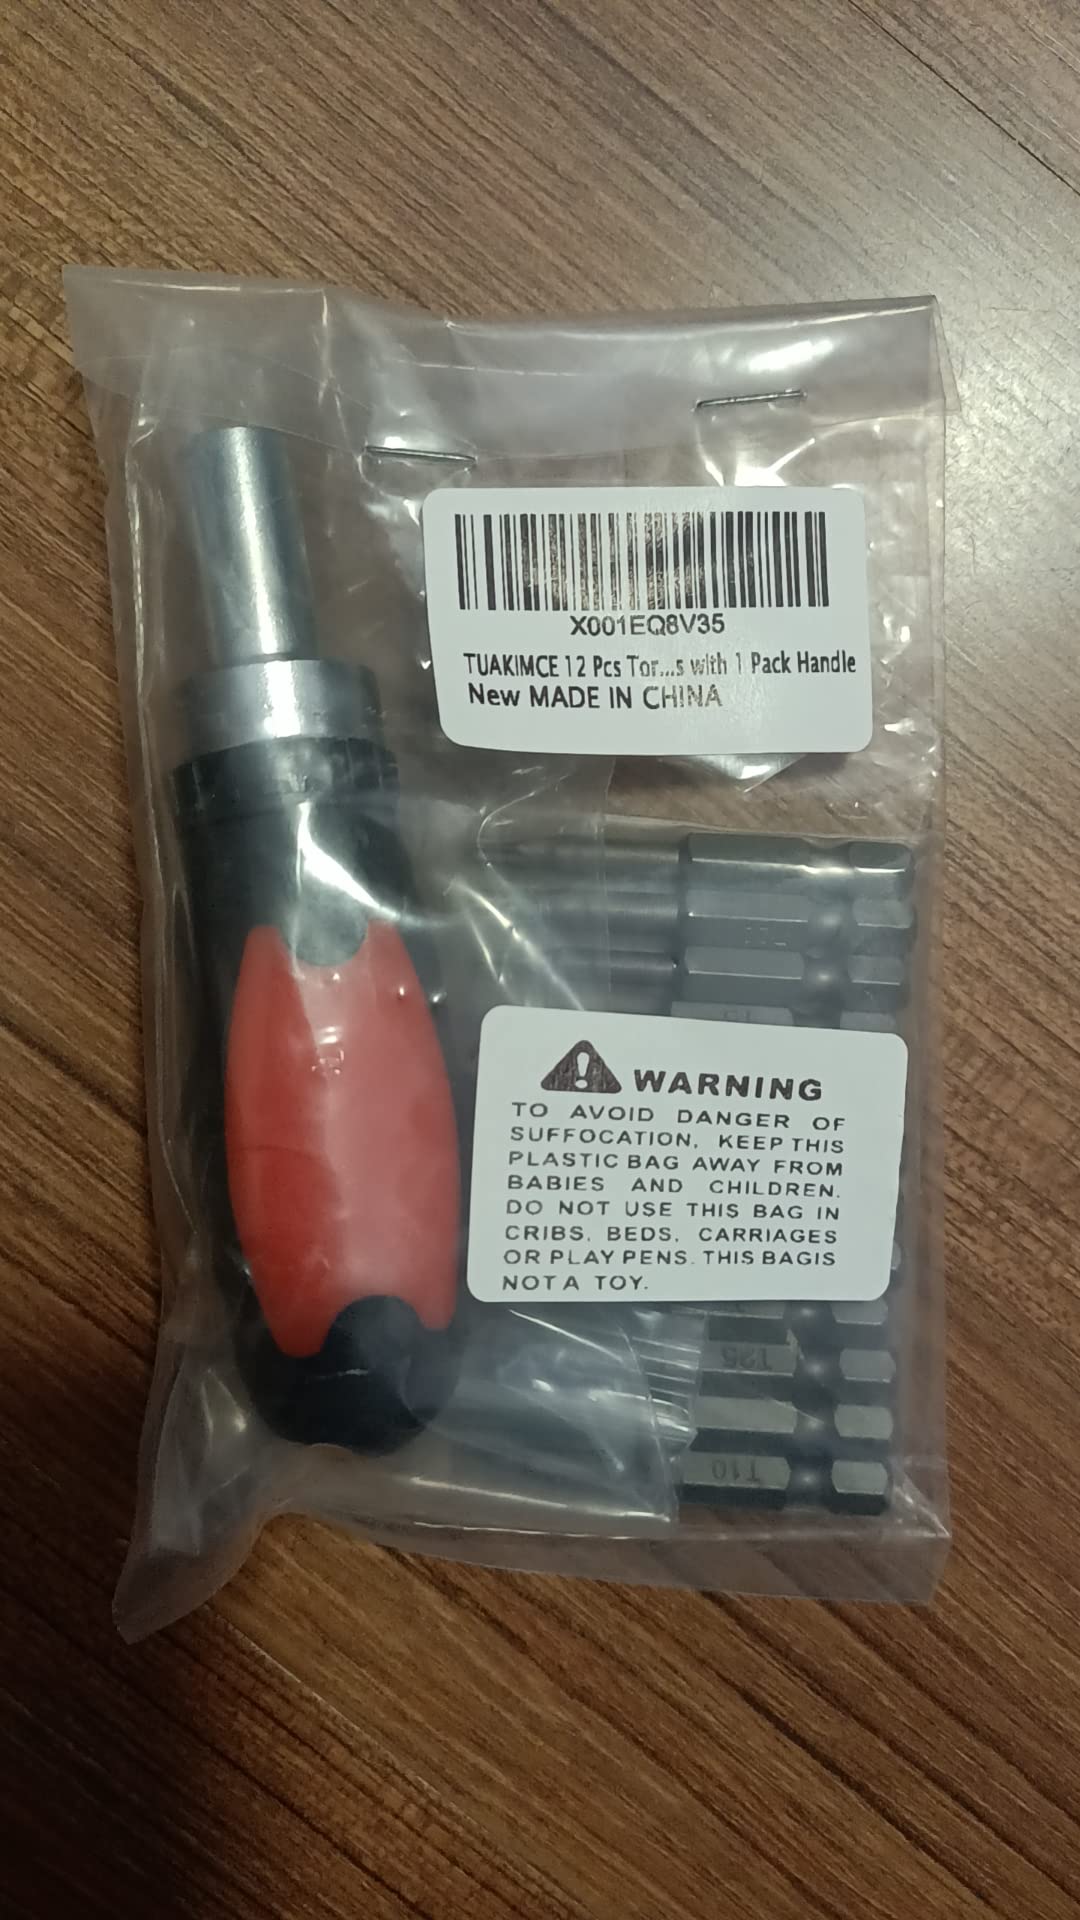 X001EQ8V35
TUAKIMCE 12 Pcs Tor...s with 1 Pack Handle
New MADE IN CHINA
T5
WARNING
TO AVOID DANGER OF
SUFFOCATION, KEEP THIS
PLASTIC BAG AWAY FROM
BABIES AND CHILDREN.
DO NOT USE THIS BAG IN
CRIBS, BEDS, CARRIAGES
OR PLAY PENS. THIS BAGIS
NOT A TOY.
T25
T10